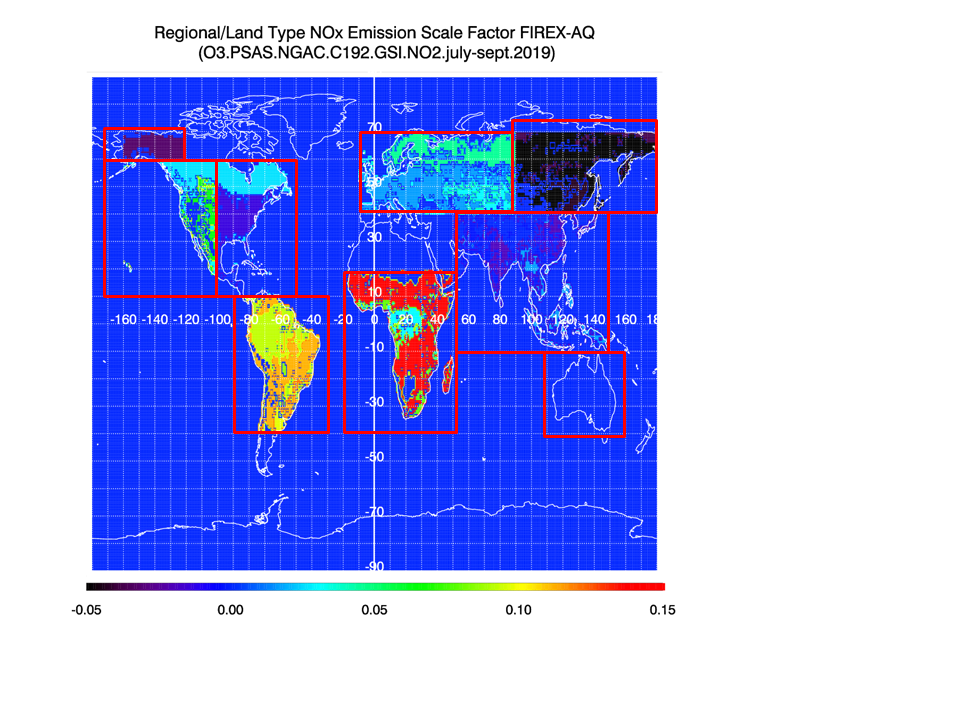 Regional/Land Type NOx Emission Scale Factor FIREX-AQ
(O3.PSAS.NGAC.C192.GSI.NO2.july-sept.2019)
70
50
30
10
-160 -140 -120 -100 -80 -60 -40 -20 0 20 40 60 80 100 120 140 160 18
-10
-30
-50
-70
-90
-0.05 0.00 0.05 0.10 0.15